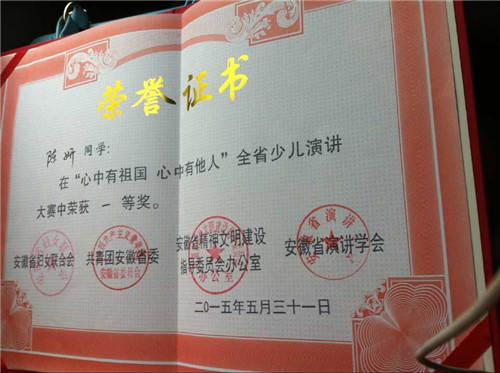 荣誉证书
陈妍 同学:
在“心中有祖国 心中有他人”全省少儿演讲
大赛中荣获 一 等奖。
安徽省妇女联合会 共青团安徽省委 安徽省精神文明建设指导委员会办公室 安徽省演讲学会
二〇一五年五月三十一日